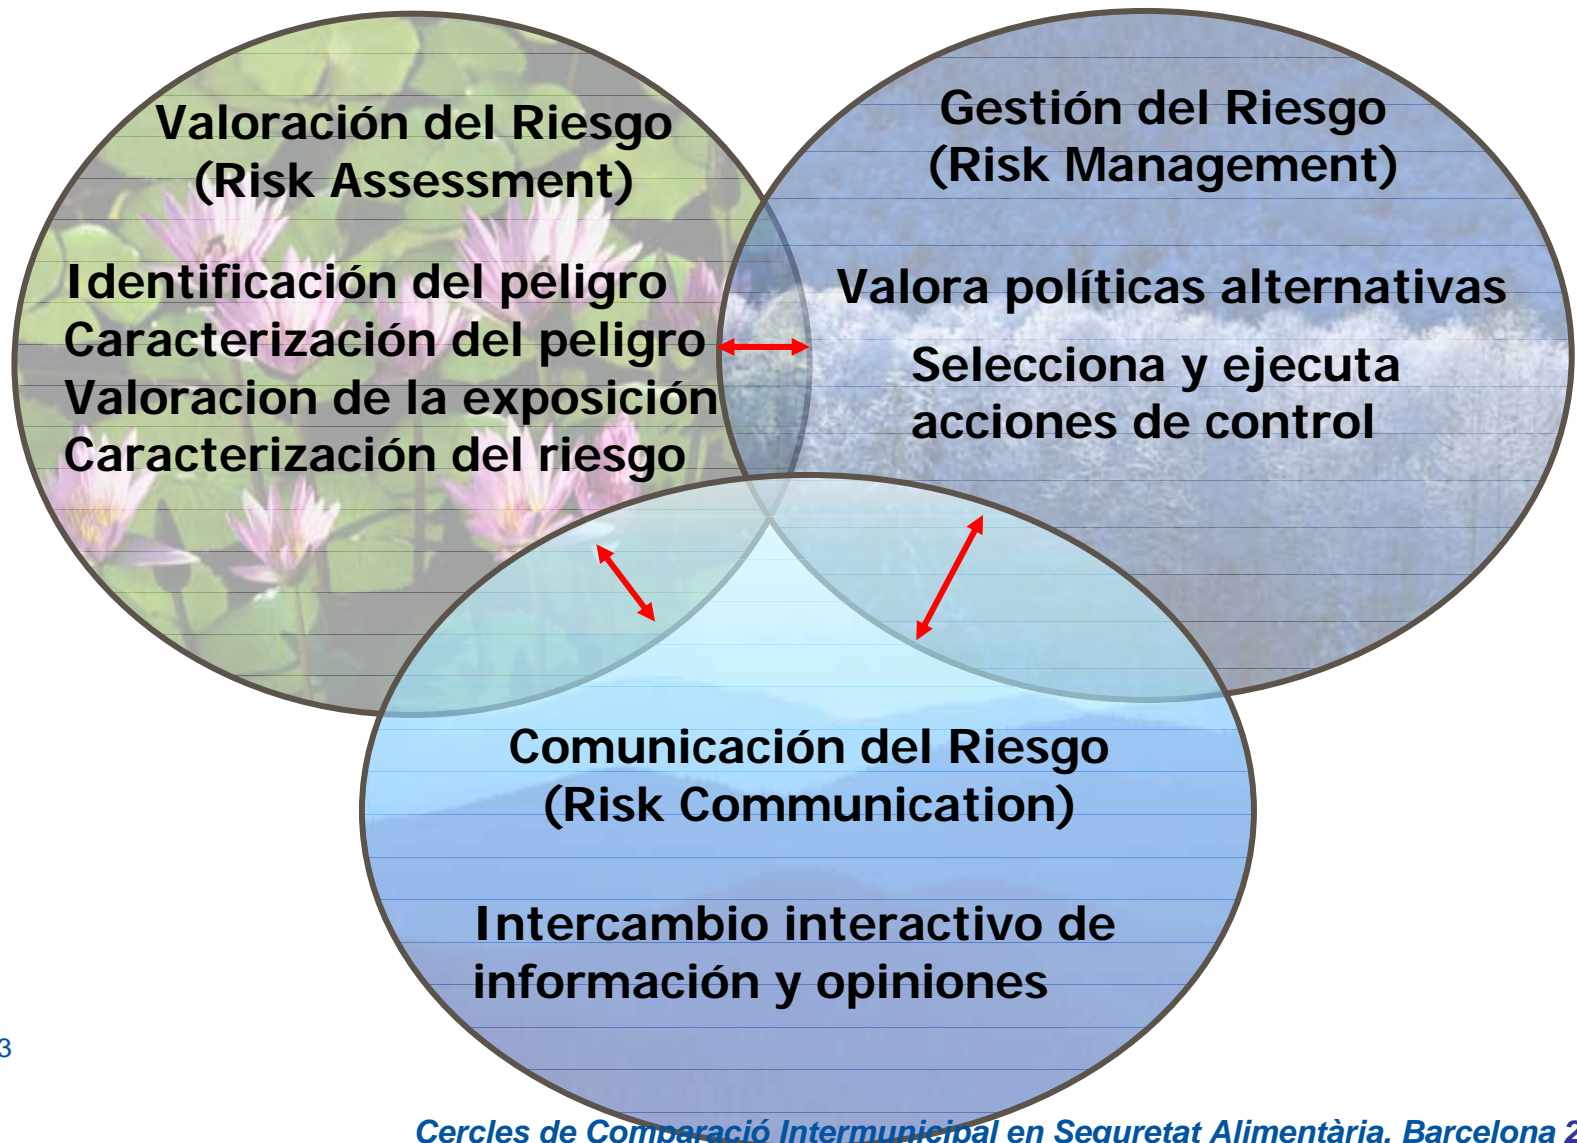 Valoración del Riesgo
(Risk Assessment)
Identificación del peligro
Caracterización del peligro
Valoracion de la exposición
Caracterización del riesgo
Gestión del Riesgo
(Risk Management)
Valora políticas alternativas
Selecciona y ejecuta
acciones de control
Comunicación del Riesgo
(Risk Communication)
Intercambio interactivo de
información y opiniones
3
Cercles de Comparació Intermunicipal en Seguretat Alimentària. Barcelona 2